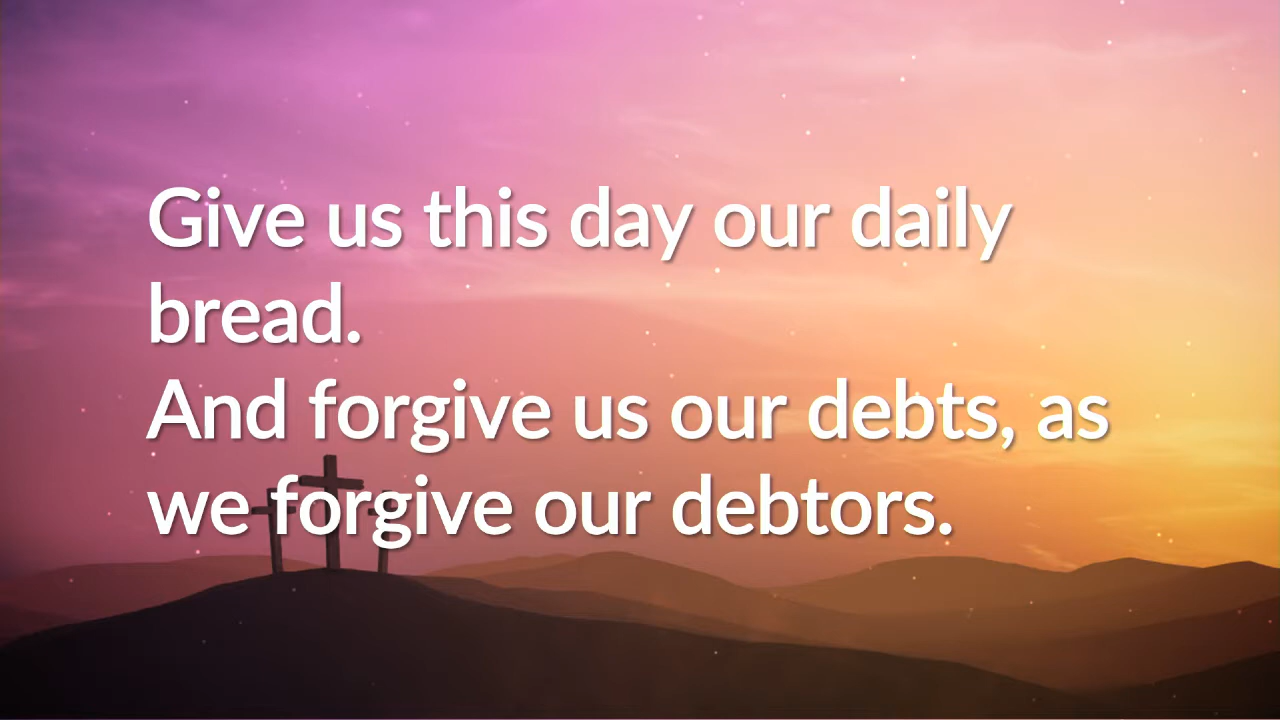 Give us this day our daily
bread.
And forgive us our debts, as
we forgive our debtors.